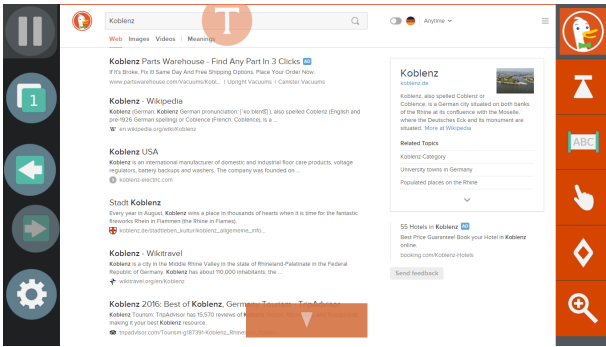 Koblenz
T
Anytime
Web Images Videos Meanings
Koblenz Parts Warehouse - Find Any Part In 3 Clicks AD
If It's Broke, Fix It! Same Day And Free Shipping Options. Place Your Order Now.
www.partswarehouse.com/Vacuums/Kobl... | Upright Vacuums | Canister Vacuums
Koblenz - Wikipedia
Koblenz (German: Koblenz German pronunciation: [ˈkoːblɛnts]), also spelled Coblenz (English and
pre-1926 German spelling) or Coblence (French: Coblence), is a ...
W en.wikipedia.org/wiki/Koblenz
Koblenz USA
Koblenz is an international manufacturer of domestic and industrial floor care products, voltage
regulators, battery backups and washers. The company was founded on ...
koblenz-electric.com
Stadt Koblenz
Every year in August, Koblenz wins a place in thousands of hearts when it is time for the fantastic
fireworks Rhein in Flammen (the Rhine in Flames).
koblenz.de/stadtleben_kultur/koblenz_allgemeine_info...
Koblenz - Wikitravel
Koblenz is a city in the Middle Rhine Valley in the state of Rhineland-Palatinate in the Federal
Republic of Germany. Koblenz has about 110,000 inhabitants; the ...
wikitravel.org/en/Koblenz
Koblenz 2016: Best of Koblenz, Germany Tourism - TripAdvisor
Koblenz Tourism: TripAdvisor has 15,570 reviews of
making it your best Koblenz resource.
tripadvisor.com/Tourism-g187391-Koblenz_Rhine
Koblenz
koblenz.de
Koblenz, also spelled Coblenz or
Coblence, is a German city situated on both banks
of the Rhine at its confluence with the Moselle,
where the Deutsches Eck and its monument are
situated. More at Wikipedia
Related Topics
Koblenz Category
University towns in Germany
Populated places on the Rhine
55 Hotels in Koblenz AD
Best Price Guarantee! Book your Hotel in Koblenz
online.
booking.com/Koblenz-Hotels
Send feedback
1
ABC